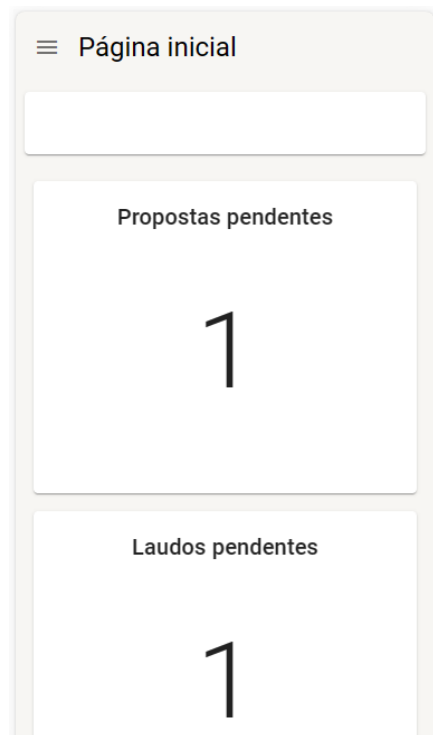 Página inicial
Propostas pendentes
1
Laudos pendentes
1